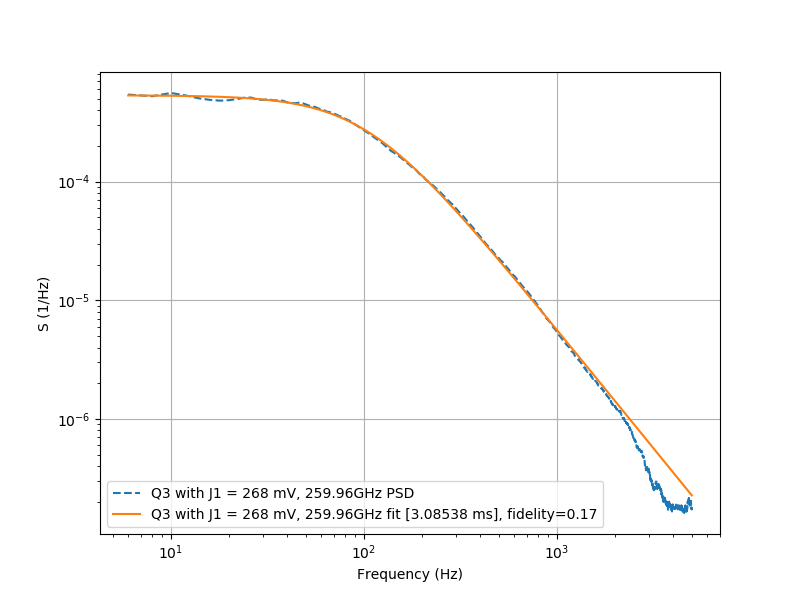 10⁻⁴
10⁻⁵
10⁻⁶
S (1/Hz)
Q3 with J1 = 268 mV, 259.96GHz PSD
Q3 with J1 = 268 mV, 259.96GHz fit [3.08538 ms], fidelity=0.17
10¹
10²
10³
Frequency (Hz)